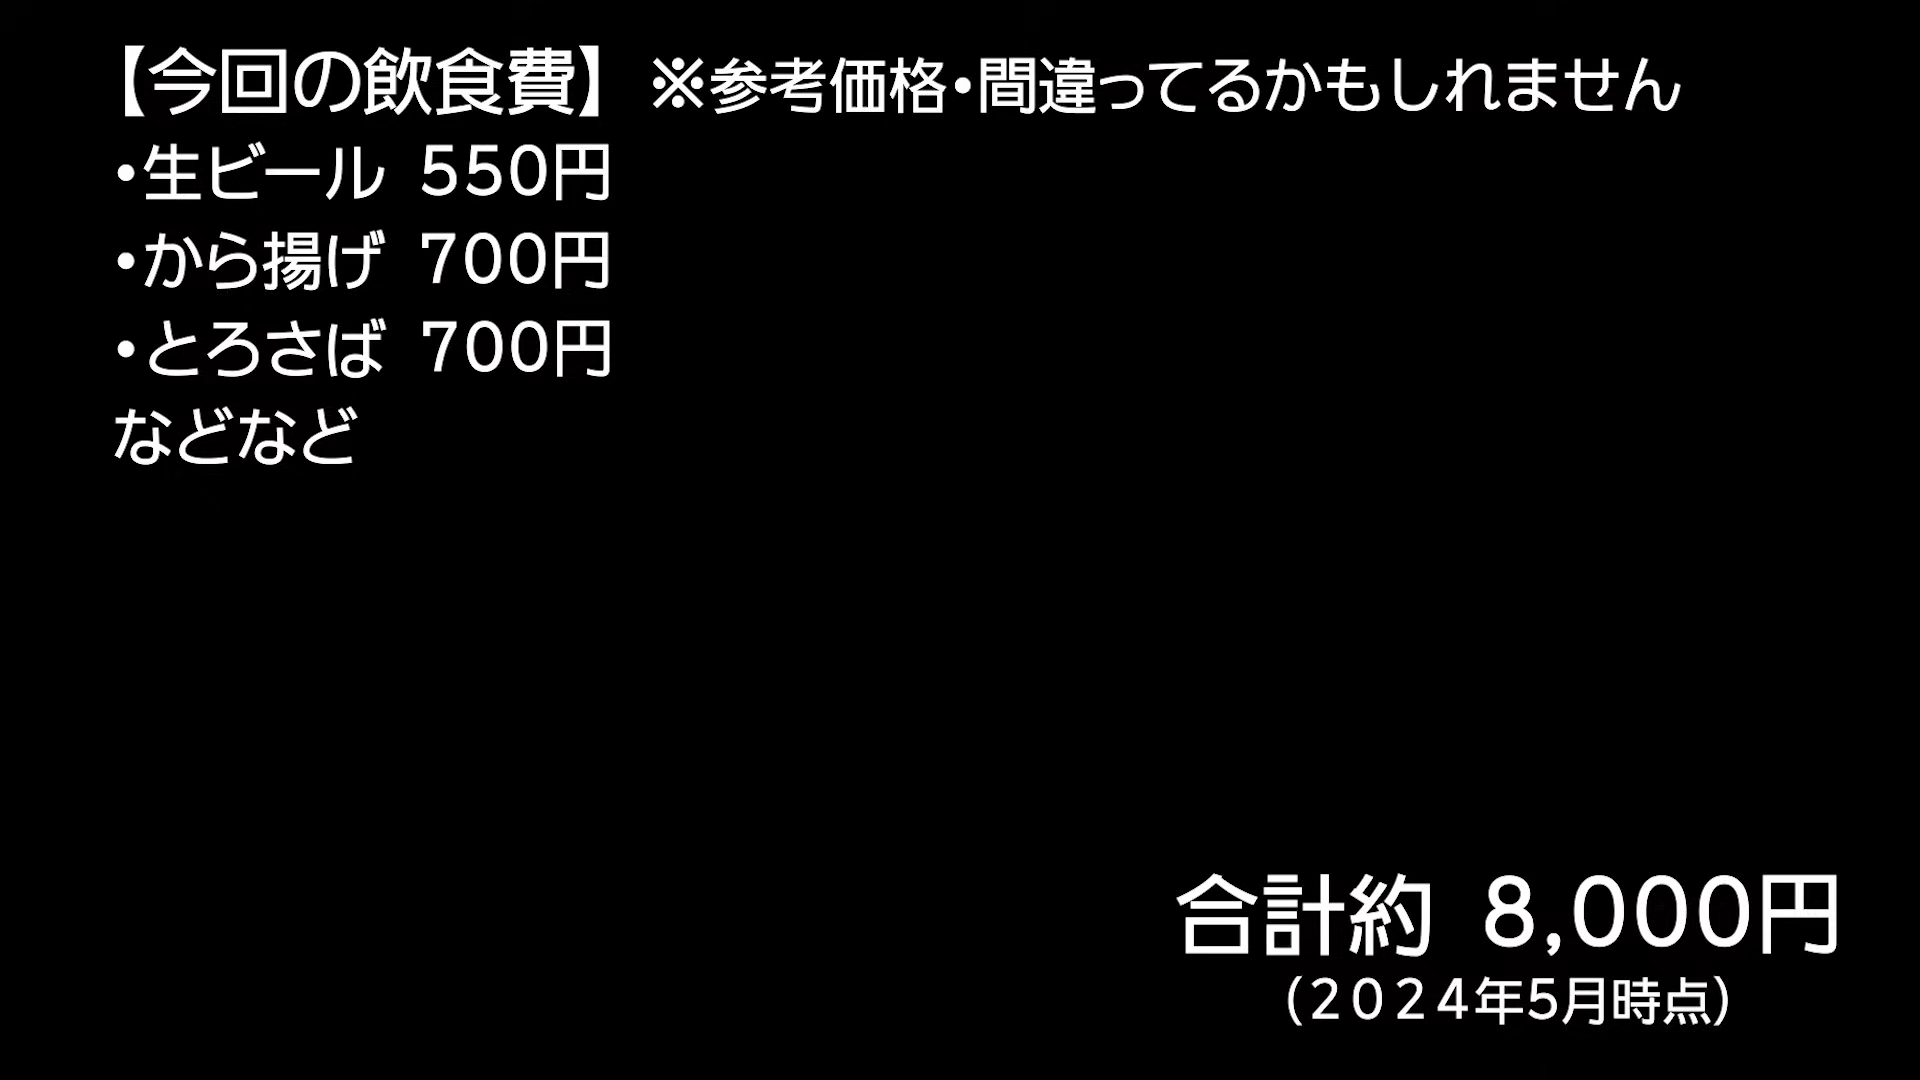 【今回の飲食費】 ※参考価格・間違ってるかもしれません
・生ビール 550円
・から揚げ 700円
・とろさば 700円
などなど
合計約 8,000円
(2024年5月時点)